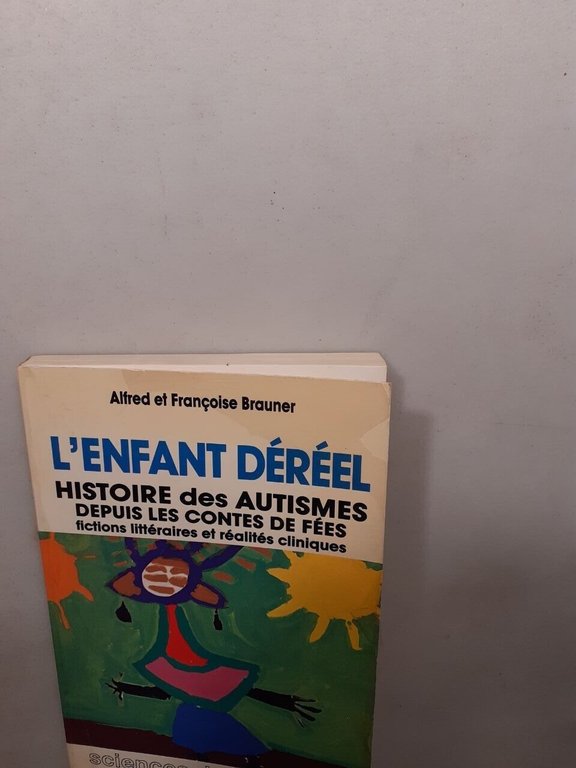 Alfred et Françoise Brauner
L'ENFANT DÉRÉEL
HISTOIRE des AUTISMES
DEPUIS LES CONTES DE FÉES
fictions littéraires et réalités cliniques
sciences